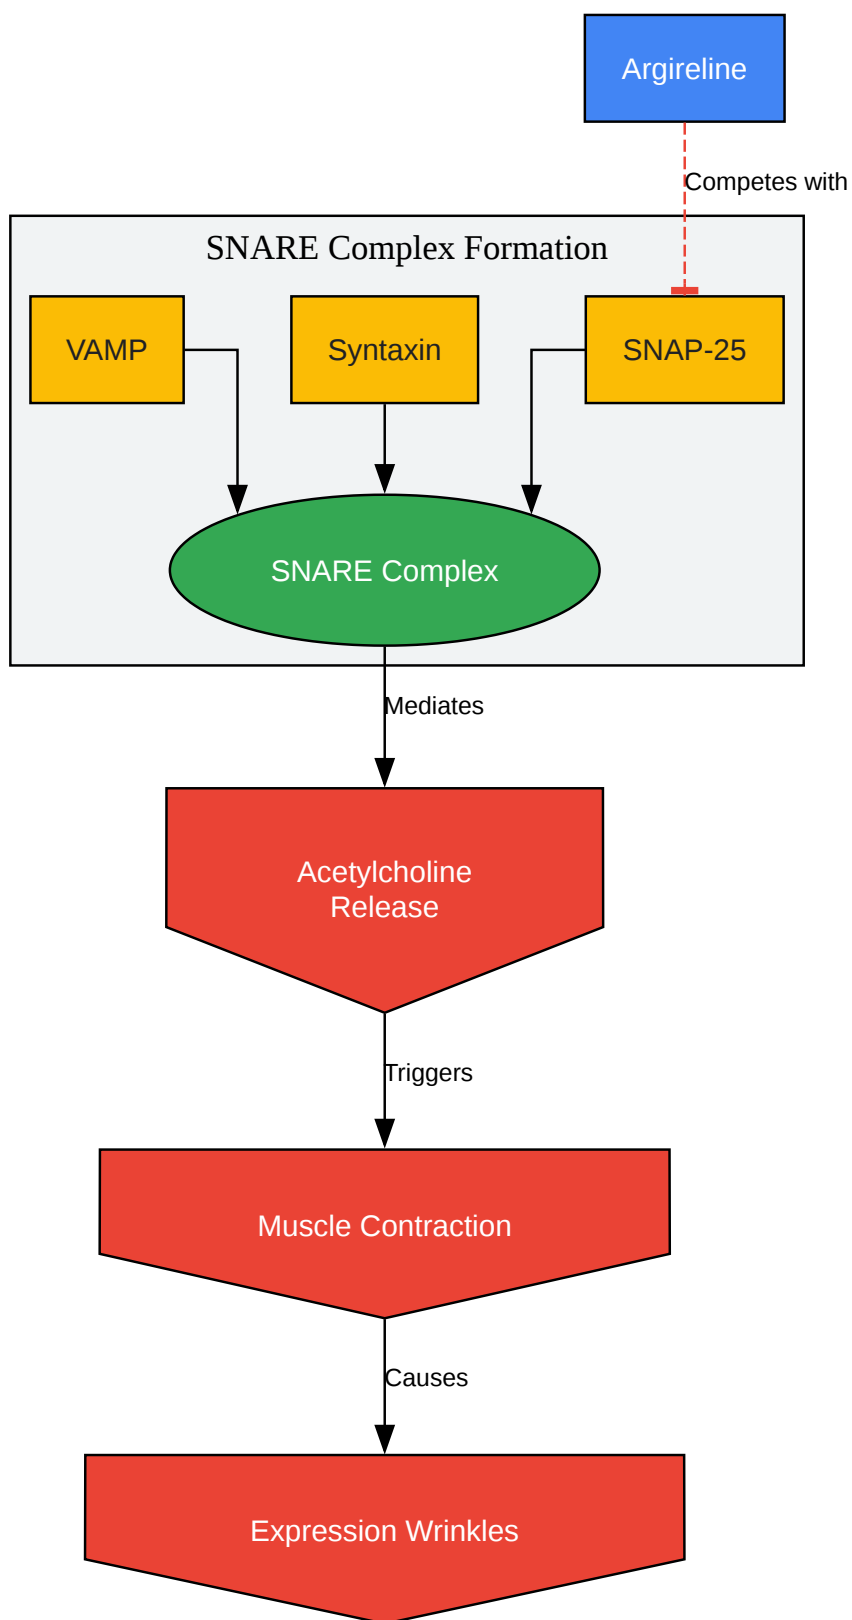 Argireline
Competes with
SNARE Complex Formation
VAMP
Syntaxin
SNAP-25
SNARE Complex
Mediates
Acetylcholine
Release
Triggers
Muscle Contraction
Causes
Expression Wrinkles